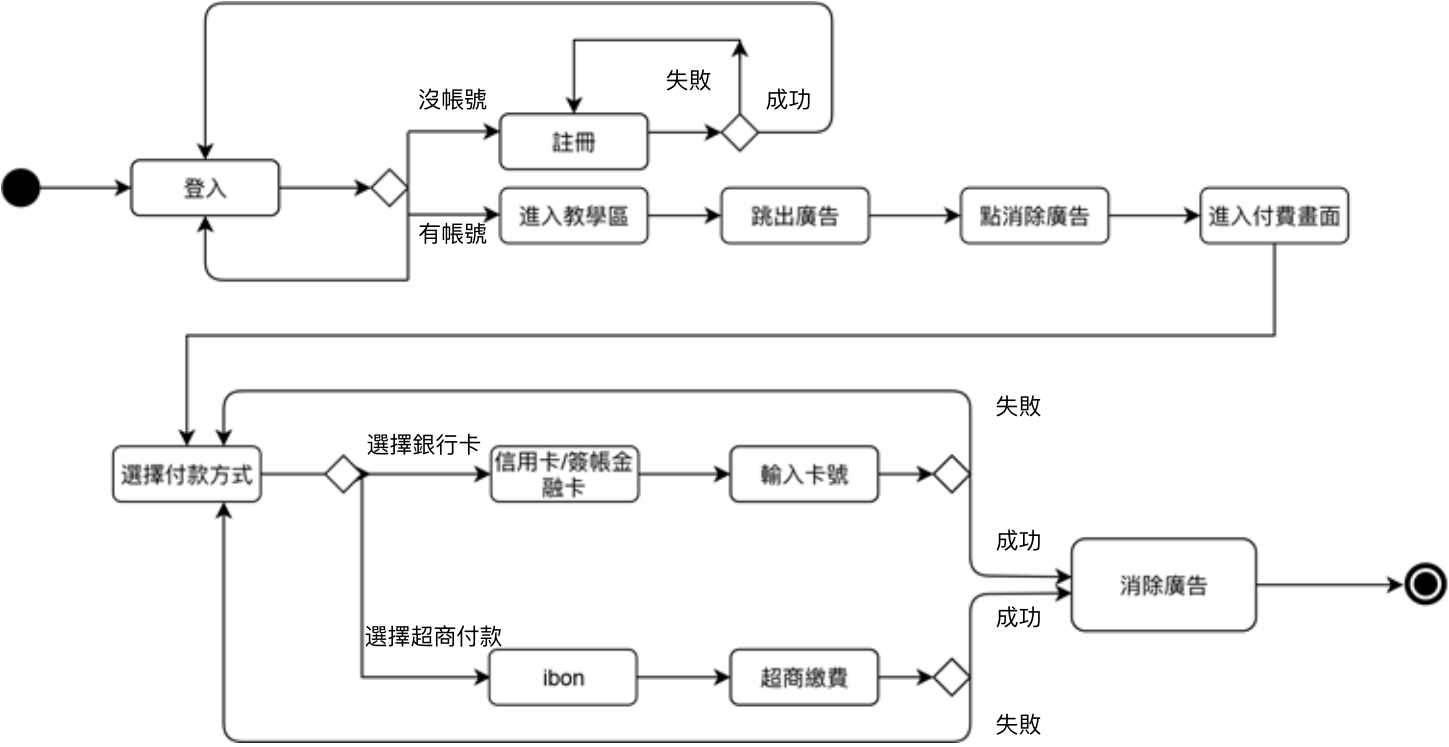 失敗
成功
沒帳號
註冊
登入
進入教學區
跳出廣告
點消除廣告
進入付費畫面
有帳號
失敗
選擇銀行卡
選擇付款方式
信用卡/簽帳金
融卡
輸入卡號
成功
消除廣告
成功
選擇超商付款
ibon
超商繳費
失敗